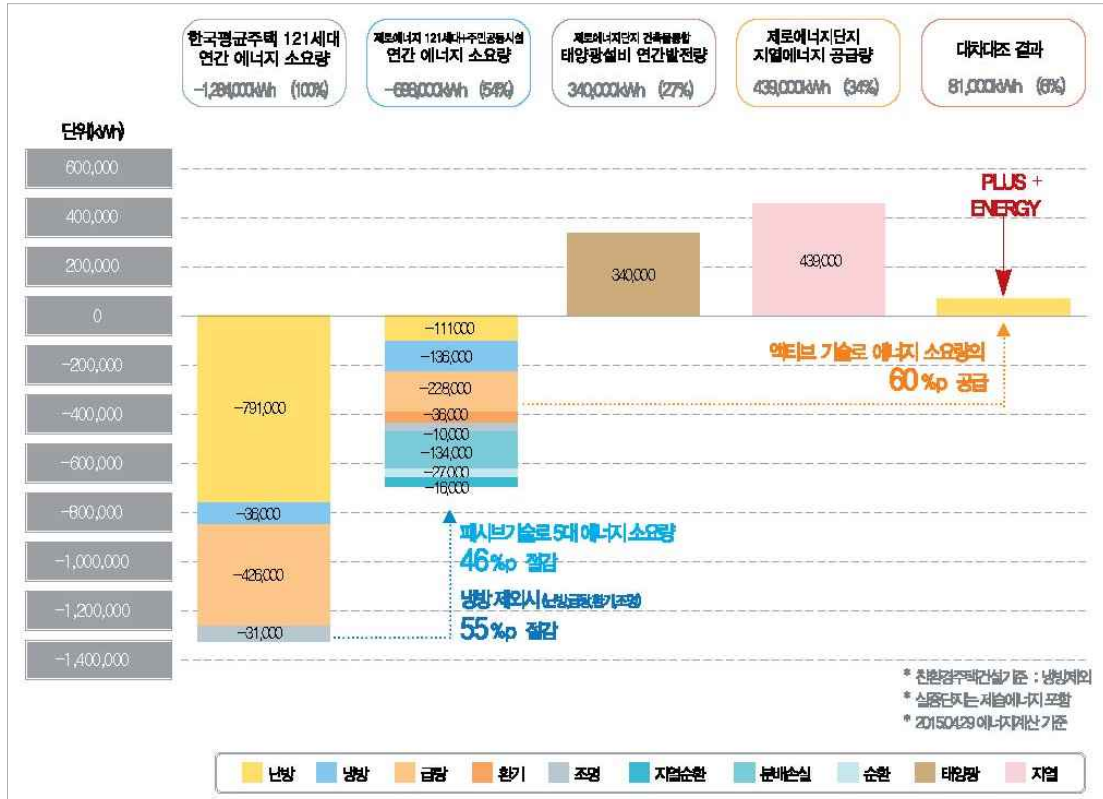 한국평균주택 121세대
연간 에너지 소요량
-1,284,000kWh (100%)
제로에너지 121세대+주민공동시설
연간 에너지 소요량
-698,000kWh (54%)
제로에너지단지 건축물통합
태양광설비 연간발전량
340,000kWh (27%)
제로에너지단지
지열에너지 공급량
439,000kWh (34%)
대차대조 결과
81,000kWh (6%)
단위(kWh)
600,000
400,000
200,000
0
-200,000
-400,000
-600,000
-800,000
-1,000,000
-1,200,000
-1,400,000
-791,000
-36,000
-426,000
-31,000
-111000
-136,000
-228,000
-36,000
-10,000
-134,000
-27,000
-16,000
340,000
439,000
PLUS +
ENERGY
액티브 기술로 에너지 소요량의
60%p 공급
패시브기술로 5대 에너지 소요량
46%p 절감
냉방 제외시(난방,급탕,환기,조명)
55%p 절감
* 친환경주택건설기준 : 냉방제외
* 실증단지는 제습에너지 포함
* 2015.04.29 에너지계산 기준
난방 냉방 급탕 환기 조명 지열순환 분배손실 순환 태양광 지열